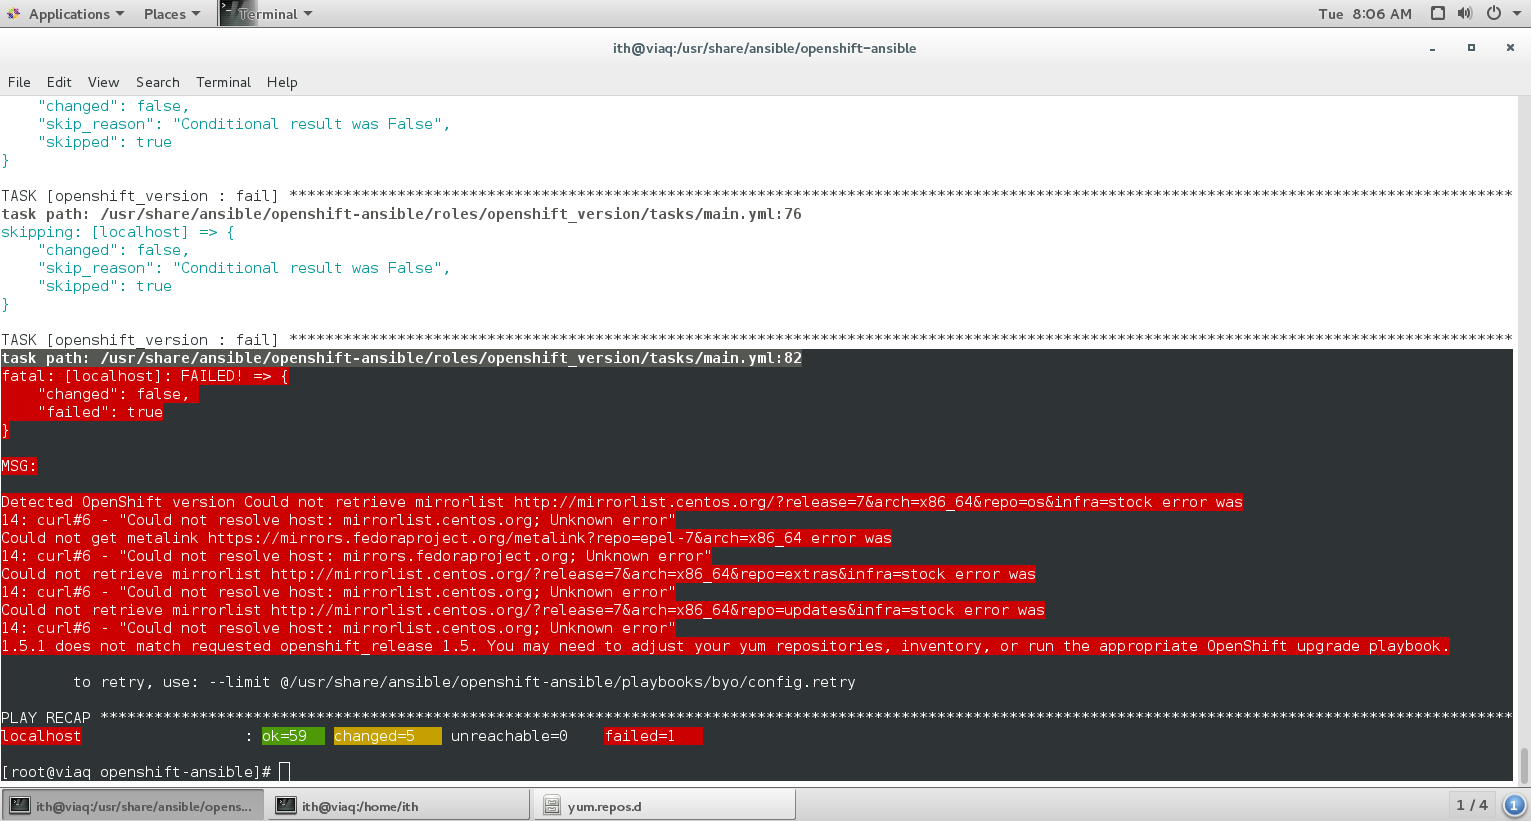 Applications Places Terminal Tue 8:06 AM
ith@viaq:/usr/share/ansible/openshift-ansible
File Edit View Search Terminal Help
    "changed": false,
    "skip_reason": "Conditional result was False",
    "skipped": true
}
TASK [openshift_version : fail] ****************************************************************************************************************************************
task path: /usr/share/ansible/openshift-ansible/roles/openshift_version/tasks/main.yml:76
skipping: [localhost] => {
    "changed": false,
    "skip_reason": "Conditional result was False",
    "skipped": true
}
TASK [openshift_version : fail] ****************************************************************************************************************************************
task path: /usr/share/ansible/openshift-ansible/roles/openshift_version/tasks/main.yml:82
fatal: [localhost]: FAILED! => {
    "changed": false,
    "failed": true
}
MSG:
Detected OpenShift version Could not retrieve mirrorlist http://mirrorlist.centos.org/?release=7&arch=x86_64&repo=os&infra=stock error was
14: curl#6 - "Could not resolve host: mirrorlist.centos.org; Unknown error"
Could not get metalink https://mirrors.fedoraproject.org/metalink?repo=epel-7&arch=x86_64 error was
14: curl#6 - "Could not resolve host: mirrors.fedoraproject.org; Unknown error"
Could not retrieve mirrorlist http://mirrorlist.centos.org/?release=7&arch=x86_64&repo=extras&infra=stock error was
14: curl#6 - "Could not resolve host: mirrorlist.centos.org; Unknown error"
Could not retrieve mirrorlist http://mirrorlist.centos.org/?release=7&arch=x86_64&repo=updates&infra=stock error was
14: curl#6 - "Could not resolve host: mirrorlist.centos.org; Unknown error"
1.5.1 does not match requested openshift_release 1.5. You may need to adjust your yum repositories, inventory, or run the appropriate OpenShift upgrade playbook.
        to retry, use: --limit @/usr/share/ansible/openshift-ansible/playbooks/byo/config.retry
PLAY RECAP *************************************************************************************************************************************************************
localhost                  : ok=59   changed=5    unreachable=0    failed=1
[root@viaq openshift-ansible]#
ith@viaq:/usr/share/ansible/opens... ith@viaq:/home/ith yum.repos.d 1 / 4 1